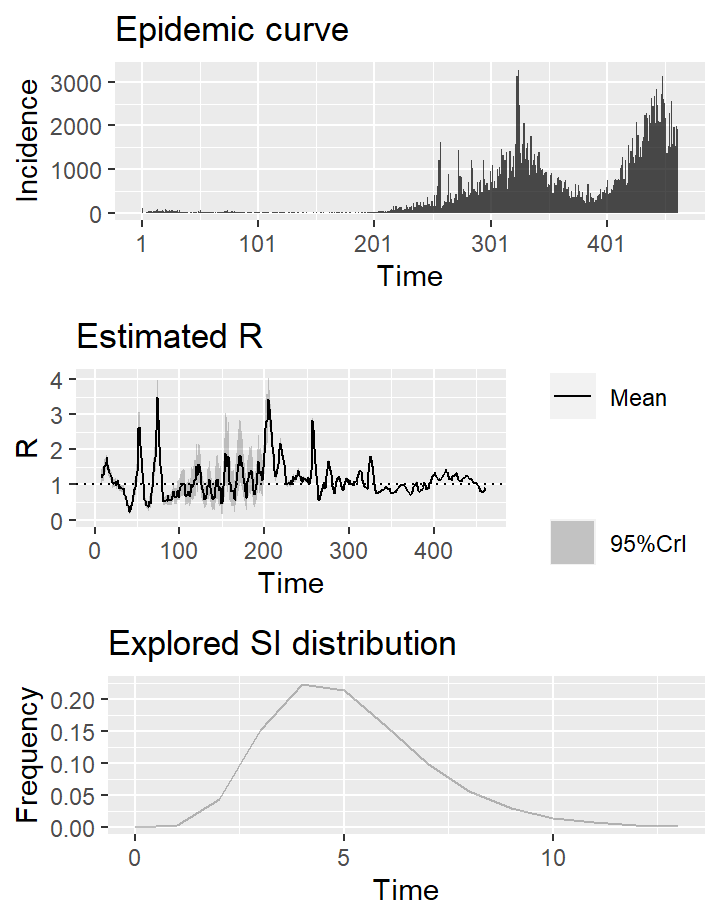 Epidemic curve
3000
2000
1000
0
Incidence
1 101 201 301 401
Time
Estimated R
4
3
2
1
0
R
0 100 200 300 400
Time
Mean
95%CrI
Explored SI distribution
0.20
0.15
0.10
0.05
0.00
Frequency
0 5 10
Time